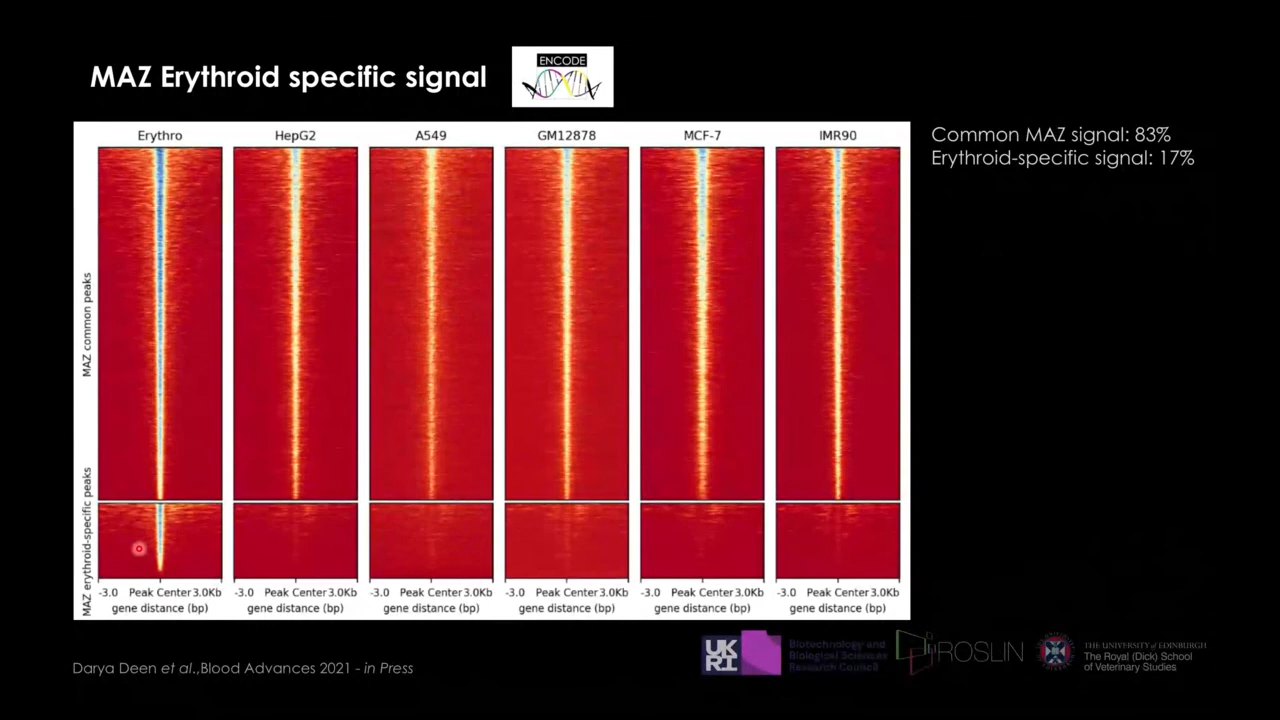 MAZ Erythroid specific signal
ENCODE
Common MAZ signal: 83%
Erythroid-specific signal: 17%
Erythro HepG2 A549 GM12878 MCF-7 IMR90
MAZ common peaks
MAZ erythroid-specific peaks
-3.0 Peak Center 3.0Kb -3.0 Peak Center 3.0Kb -3.0 Peak Center 3.0Kb -3.0 Peak Center 3.0Kb -3.0 Peak Center 3.0Kb -3.0 Peak Center 3.0Kb
gene distance (bp) gene distance (bp) gene distance (bp) gene distance (bp) gene distance (bp) gene distance (bp)
Darya Deen et al.,Blood Advances 2021 - in Press
UK
RI
Biotechnology and
Biological Sciences
Research Council
ROSLIN
THE UNIVERSITY of EDINBURGH
The Royal (Dick) School
of Veterinary Studies